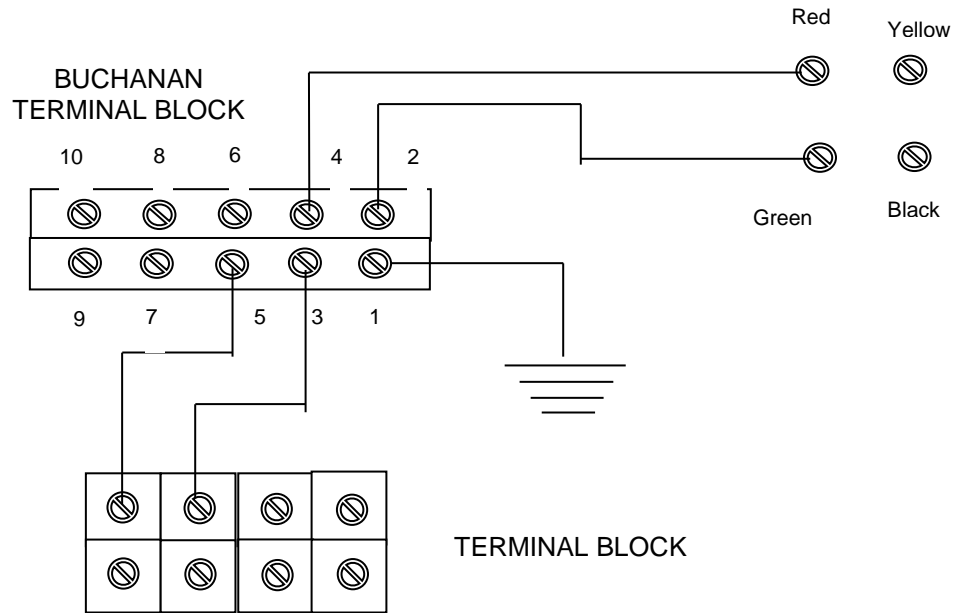 Red
Yellow
BUCHANAN
TERMINAL BLOCK
10 8 6 4 2
Green
Black
9 7 5 3 1
TERMINAL BLOCK